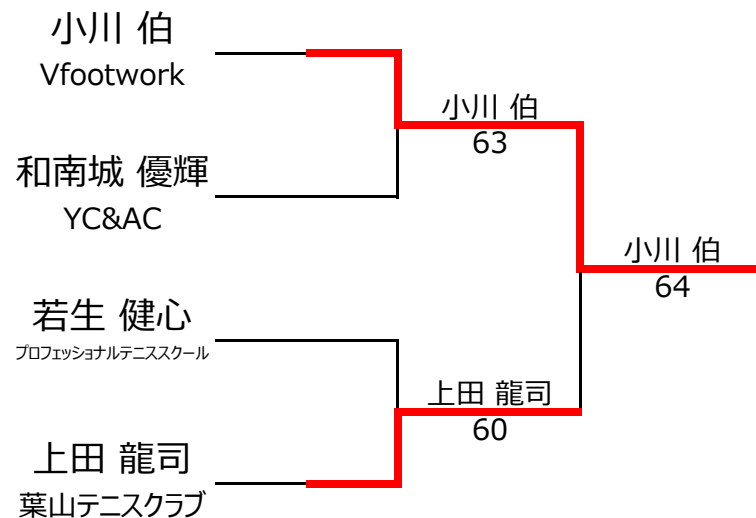 小川 伯
Vfootwork
小川 伯
63
和南城 優輝
YC&AC
小川 伯
64
若生 健心
プロフェッショナルテニススクール
上田 龍司
60
上田 龍司
葉山テニスクラブ